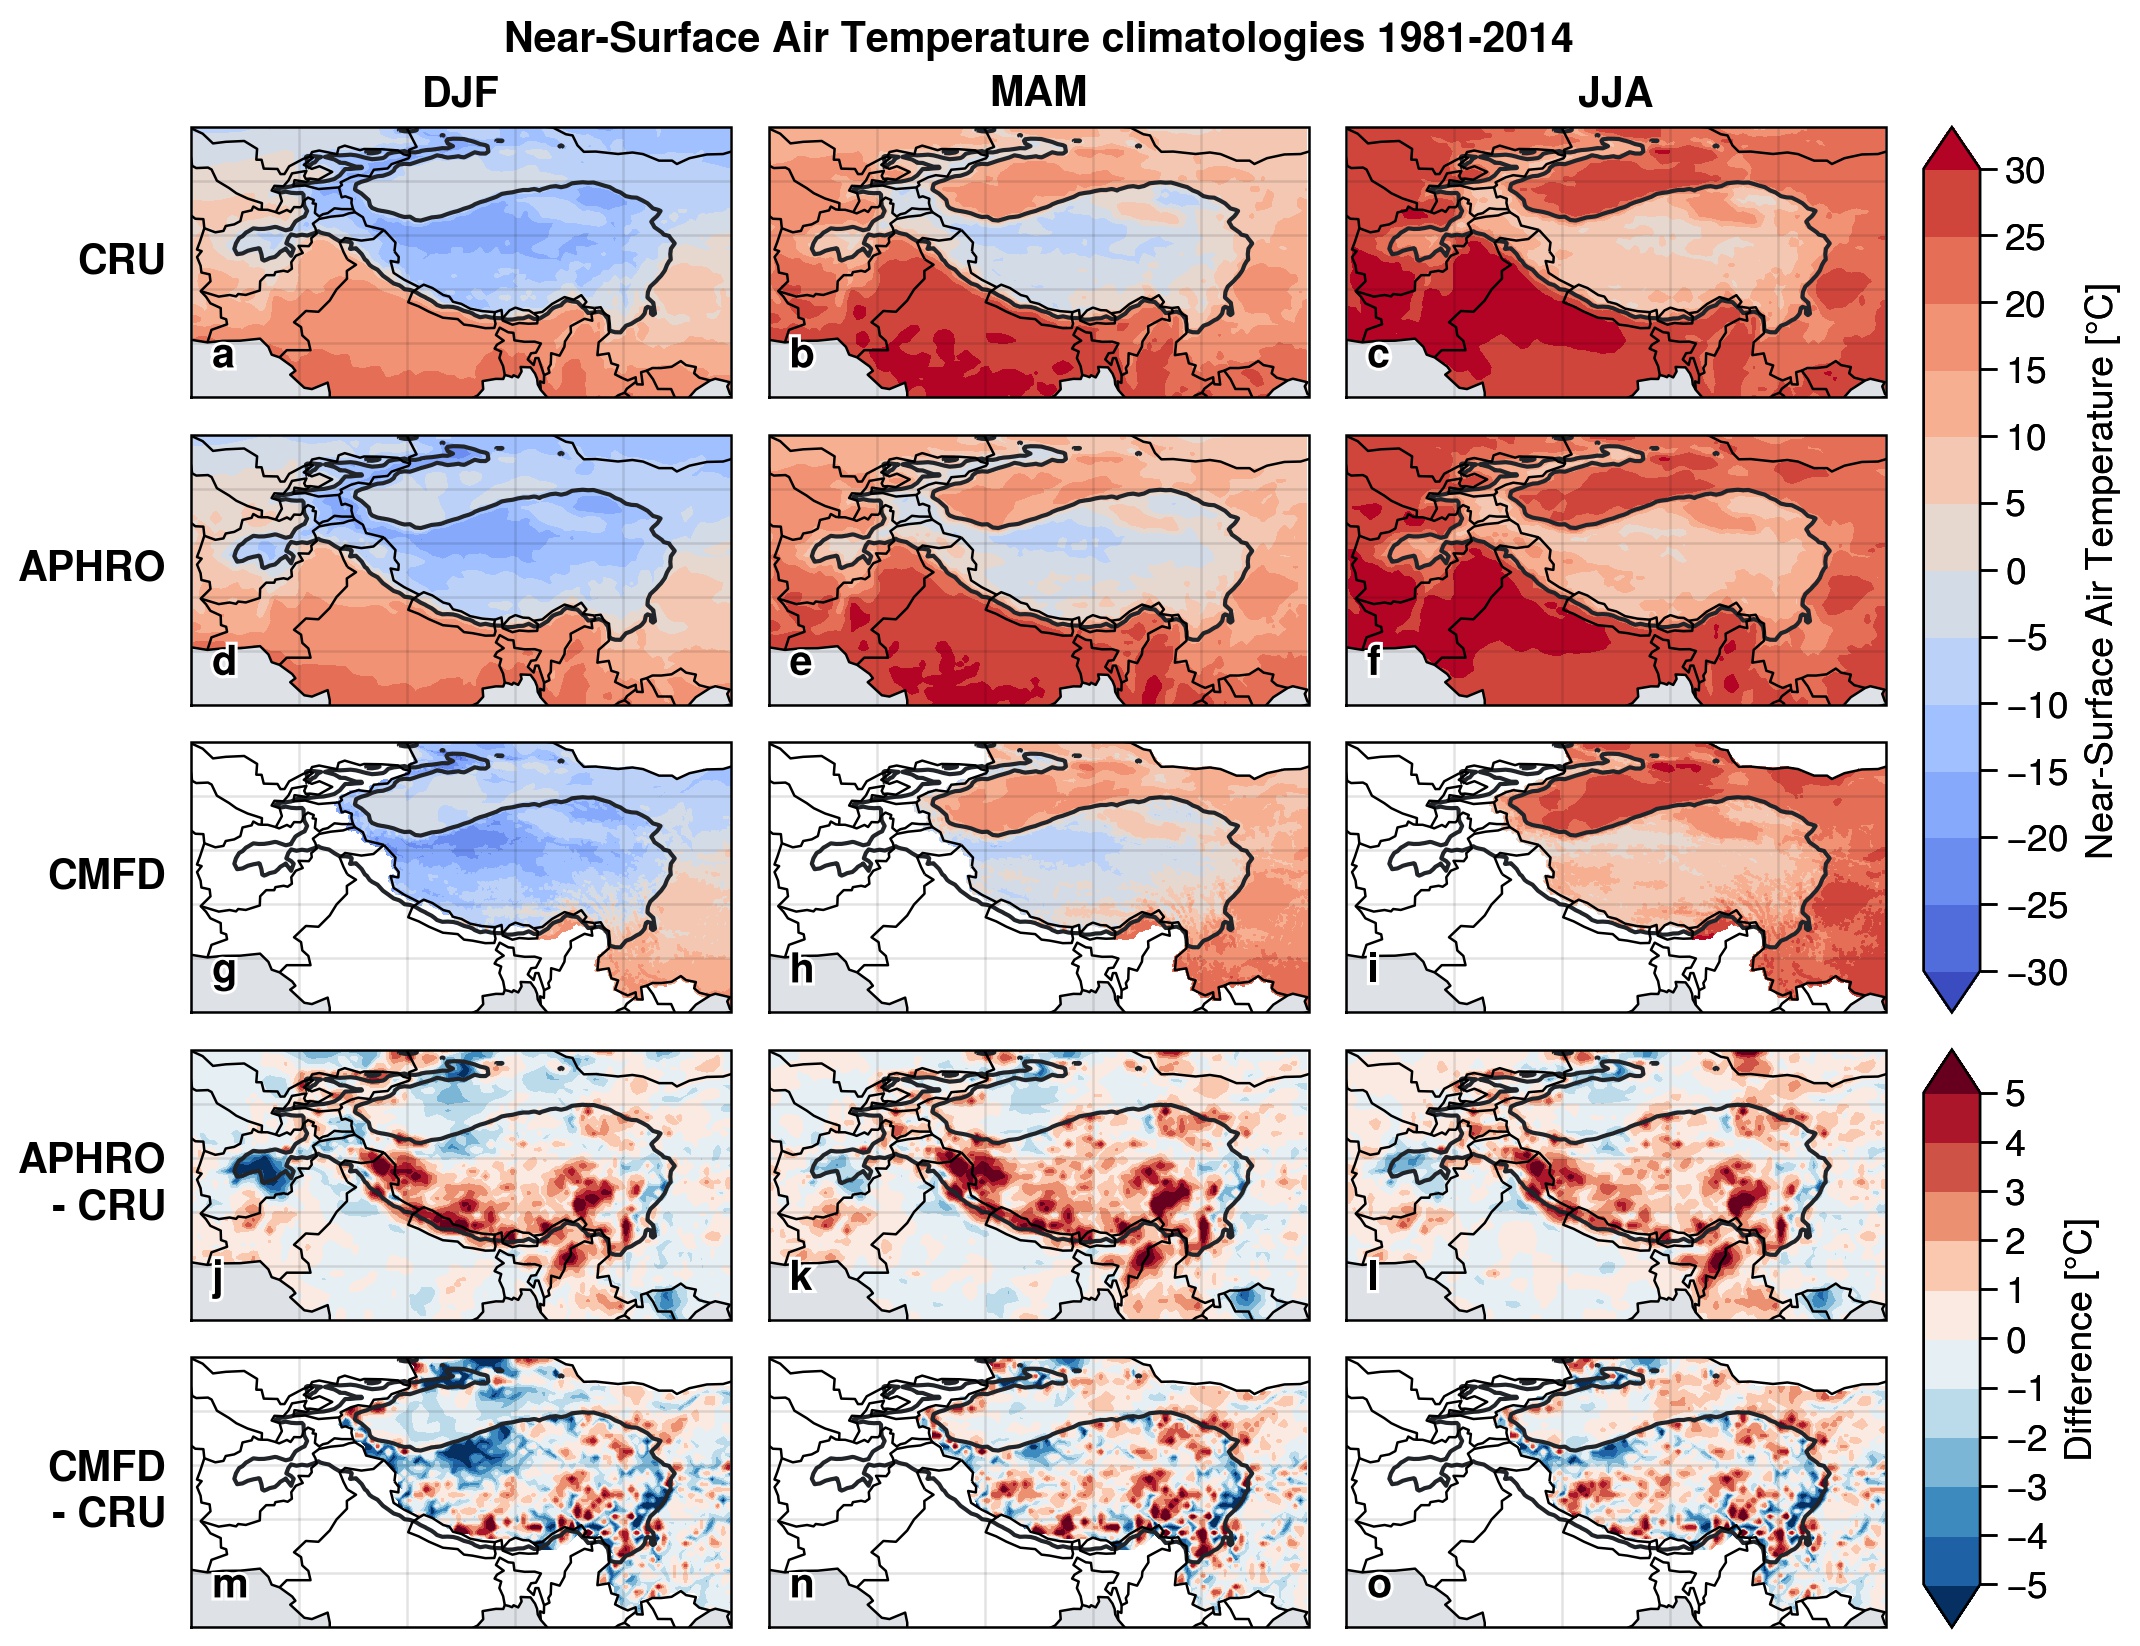 Near-Surface Air Temperature climatologies 1981-2014
DJF MAM JJA
CRU
a b c
APHRO
d e f
CMFD
g h i
30
25
20
15
10
5
0
−5
−10
−15
−20
−25
−30
Near-Surface Air Temperature [°C]
APHRO
- CRU
j k l
CMFD
- CRU
m n o
5
4
3
2
1
0
−1
−2
−3
−4
−5
Difference [°C]